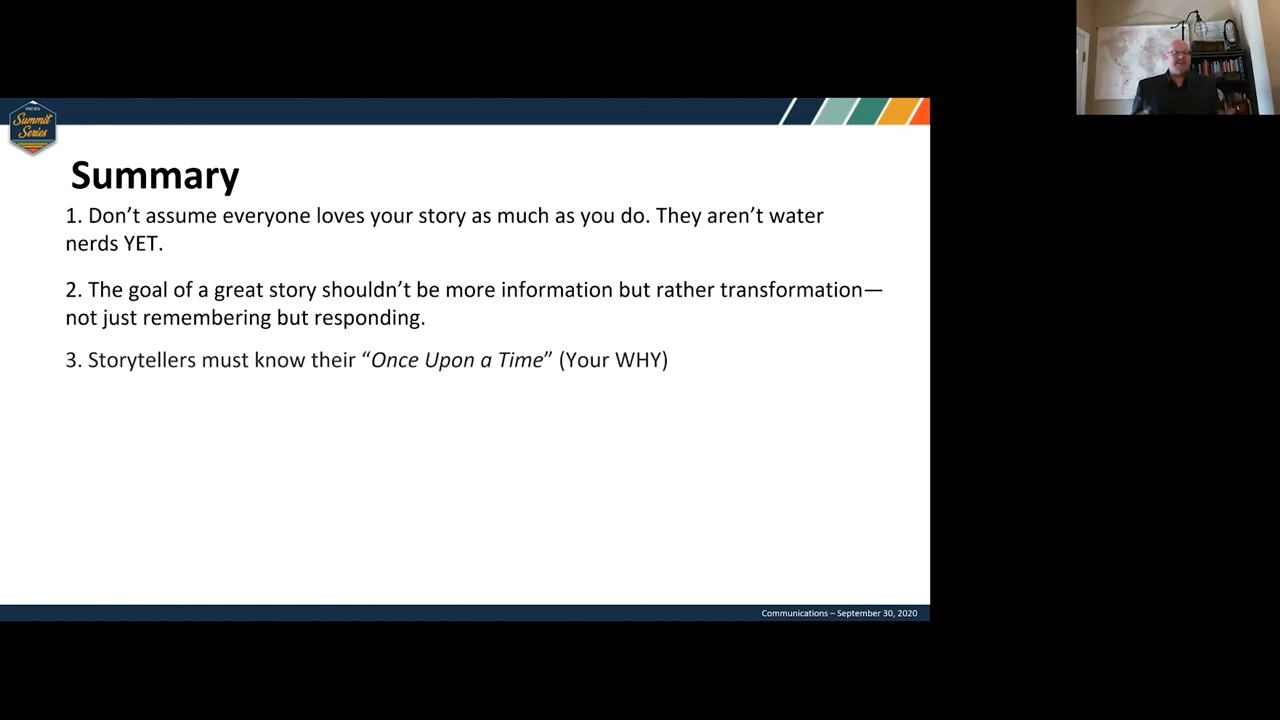 Summit
Series
Summary
1. Don’t assume everyone loves your story as much as you do. They aren’t water
nerds YET.
2. The goal of a great story shouldn’t be more information but rather transformation—
not just remembering but responding.
3. Storytellers must know their “Once Upon a Time” (Your WHY)
Communications – September 30, 2020